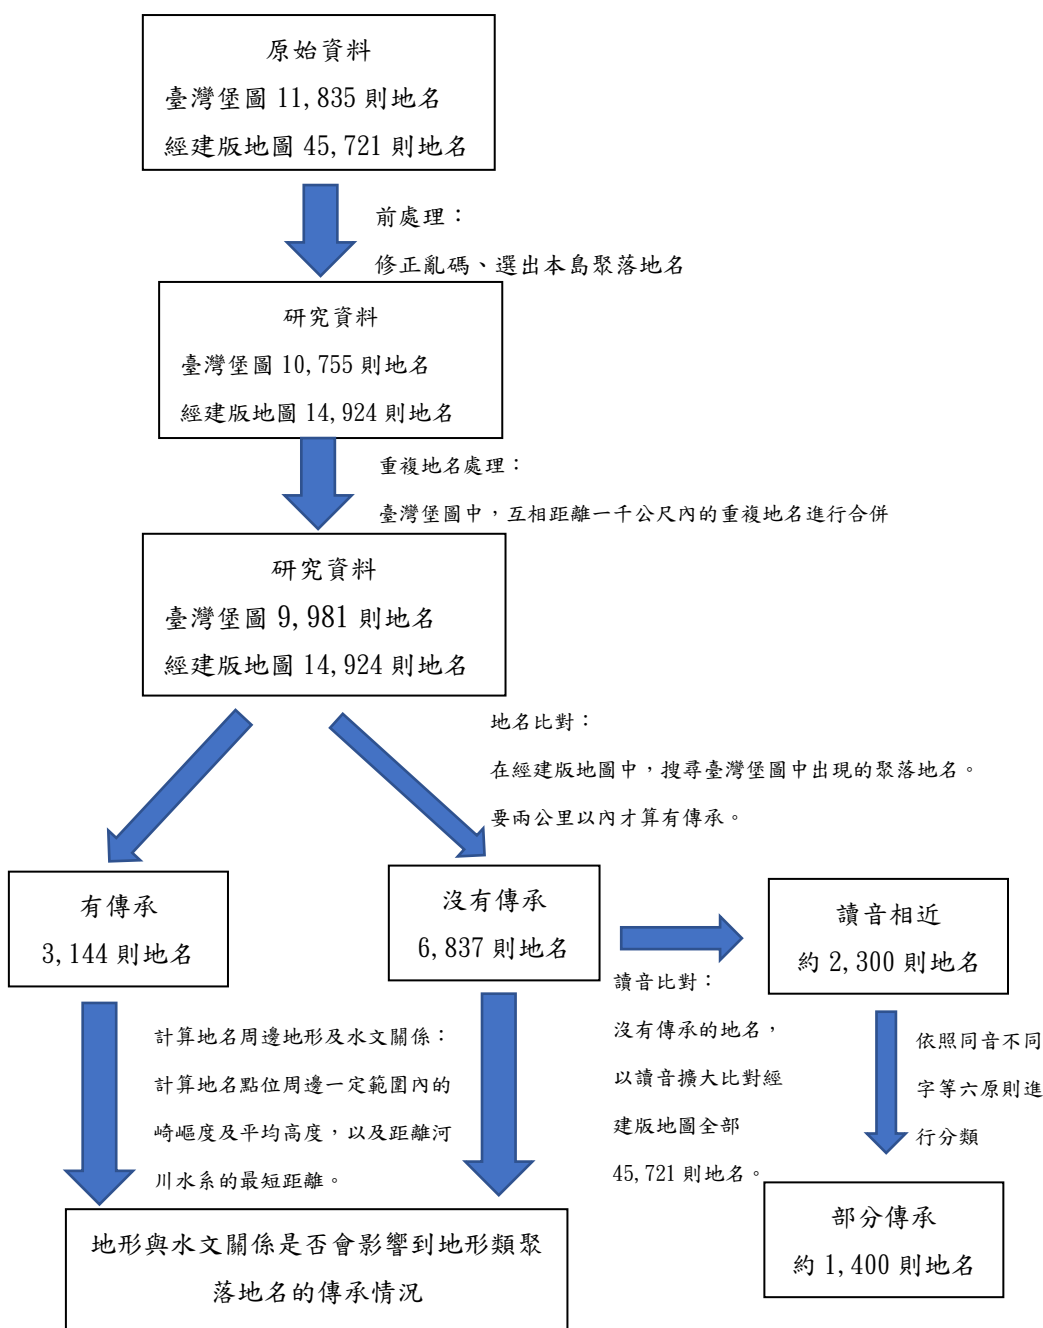 原始資料
臺灣堡圖 11,835 則地名
經建版地圖 45,721 則地名
前處理：
修正亂碼、選出本島聚落地名
研究資料
臺灣堡圖 10,755 則地名
經建版地圖 14,924 則地名
重複地名處理：
臺灣堡圖中，互相距離一千公尺內的重複地名進行合併
研究資料
臺灣堡圖 9,981 則地名
經建版地圖 14,924 則地名
地名比對：
在經建版地圖中，搜尋臺灣堡圖中出現的聚落地名。
要兩公里以內才算有傳承。
有傳承
3,144 則地名
沒有傳承
6,837 則地名
讀音相近
約 2,300 則地名
讀音比對：
沒有傳承的地名，
以讀音擴大比對經
建版地圖全部
45,721 則地名。
計算地名周邊地形及水文關係：
計算地名點位周邊一定範圍內的
崎嶇度及平均高度，以及距離河
川水系的最短距離。
依照同音不同
字等六原則進
行分類
部分傳承
約 1,400 則地名
地形與水文關係是否會影響到地形類聚
落地名的傳承情況